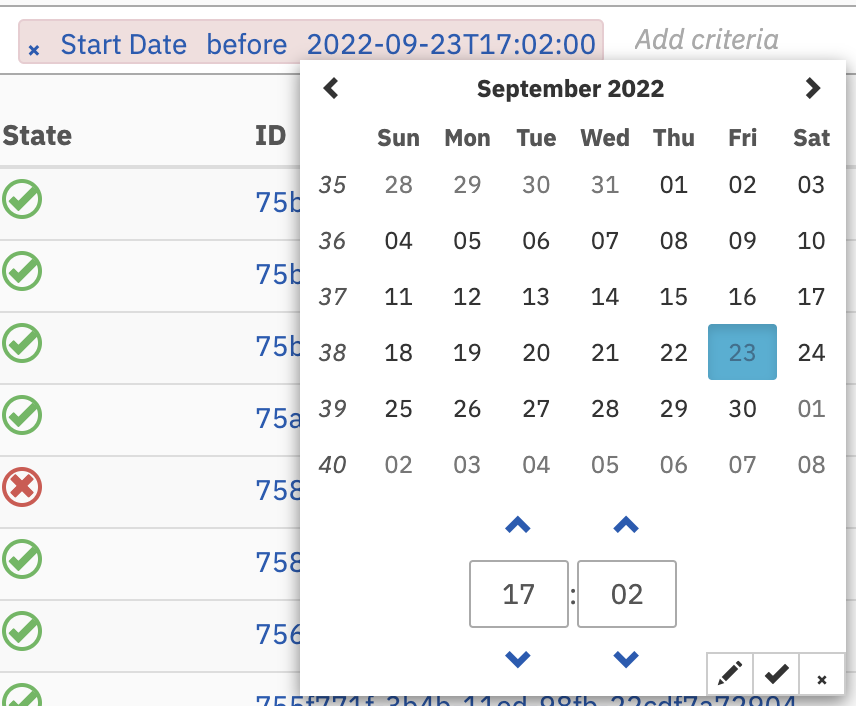 × Start Date before 2022-09-23T17:02:00 Add criteria
September 2022
State ID
Sun Mon Tue Wed Thu Fri Sat
35 28 29 30 31 01 02 03
75b
36 04 05 06 07 08 09 10
75b
37 11 12 13 14 15 16 17
75b
38 18 19 20 21 22 23 24
75a
39 25 26 27 28 29 30 01
40 02 03 04 05 06 07 08
758
758
17 : 02
756
755f771f-3b4b-11ed-98fb-22cdf7a72904